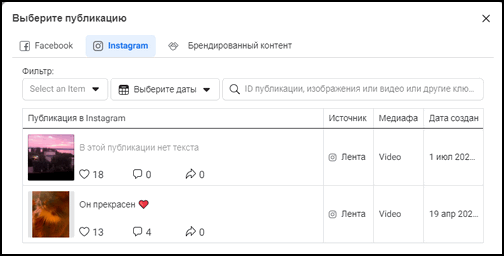 Выберите публикацию
Facebook Instagram Брендированный контент
Фильтр:
Select an Item Выберите даты ID публикации, изображения или видео или другие клю...
Публикация в Instagram Источник Медиафа Дата создан
В этой публикации нет текста
Лента Video 1 июл 202...
18 0 0
Он прекрасен ❤️
Лента Video 19 апр 202...
13 4 0